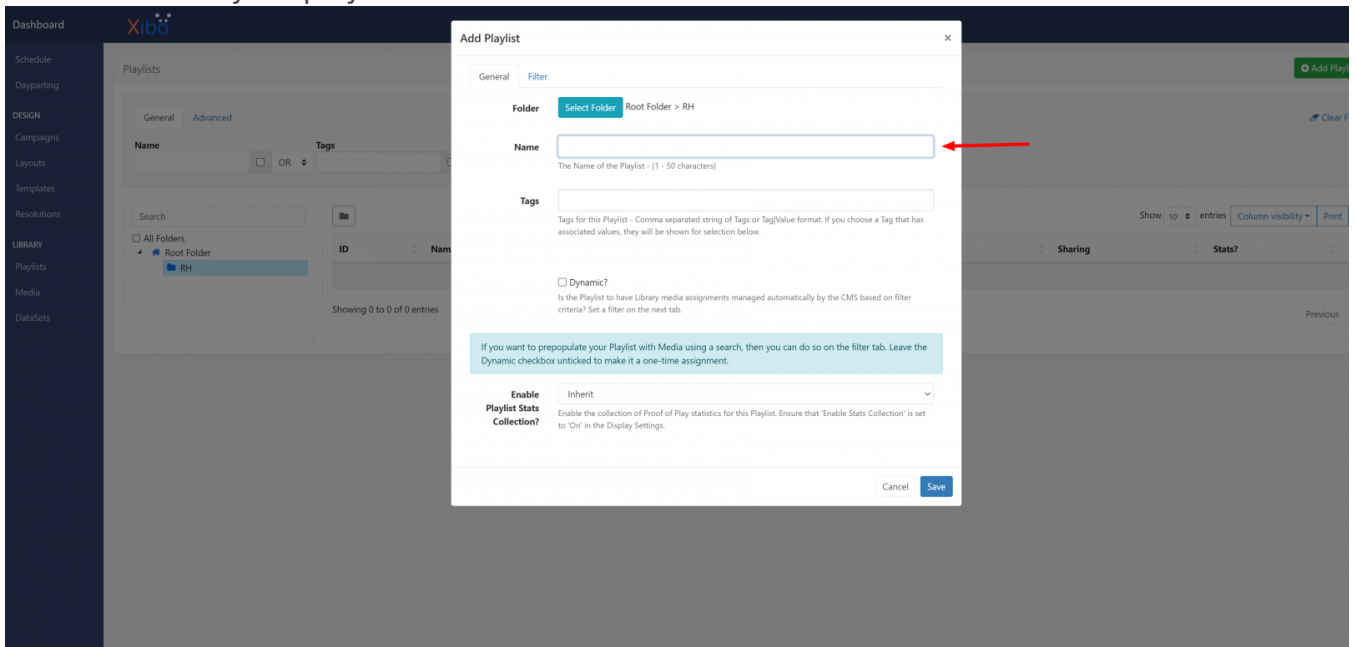 Dashboard
Xibo
Schedule
Dayparting
DESIGN
Campaigns
Layouts
Templates
Resolutions
LIBRARY
Playlists
Media
DataSets
Playlists
Add Playl
General Advanced
Clear F
Name Tags
OR
Search
All Folders
Root Folder
RH
Show 10 entries Column visibility Print
ID Nam Sharing Stats?
Showing 0 to 0 of 0 entries
Previous
Add Playlist ×
General Filter
Folder Select Folder Root Folder > RH
Name
The Name of the Playlist - (1 - 50 characters)
Tags
Tags for this Playlist - Comma separated string of Tags or Tag|Value format. If you choose a Tag that has
associated values, they will be shown for selection below.
Dynamic?
Is the Playlist to have Library media assignments managed automatically by the CMS based on filter
criteria? Set a filter on the next tab.
If you want to prepopulate your Playlist with Media using a search, then you can do so on the filter tab. Leave the
Dynamic checkbox unticked to make it a one-time assignment.
Enable
Playlist Stats
Collection?
Inherit
Enable the collection of Proof of Play statistics for this Playlist. Ensure that 'Enable Stats Collection' is set
to 'On' in the Display Settings.
Cancel Save